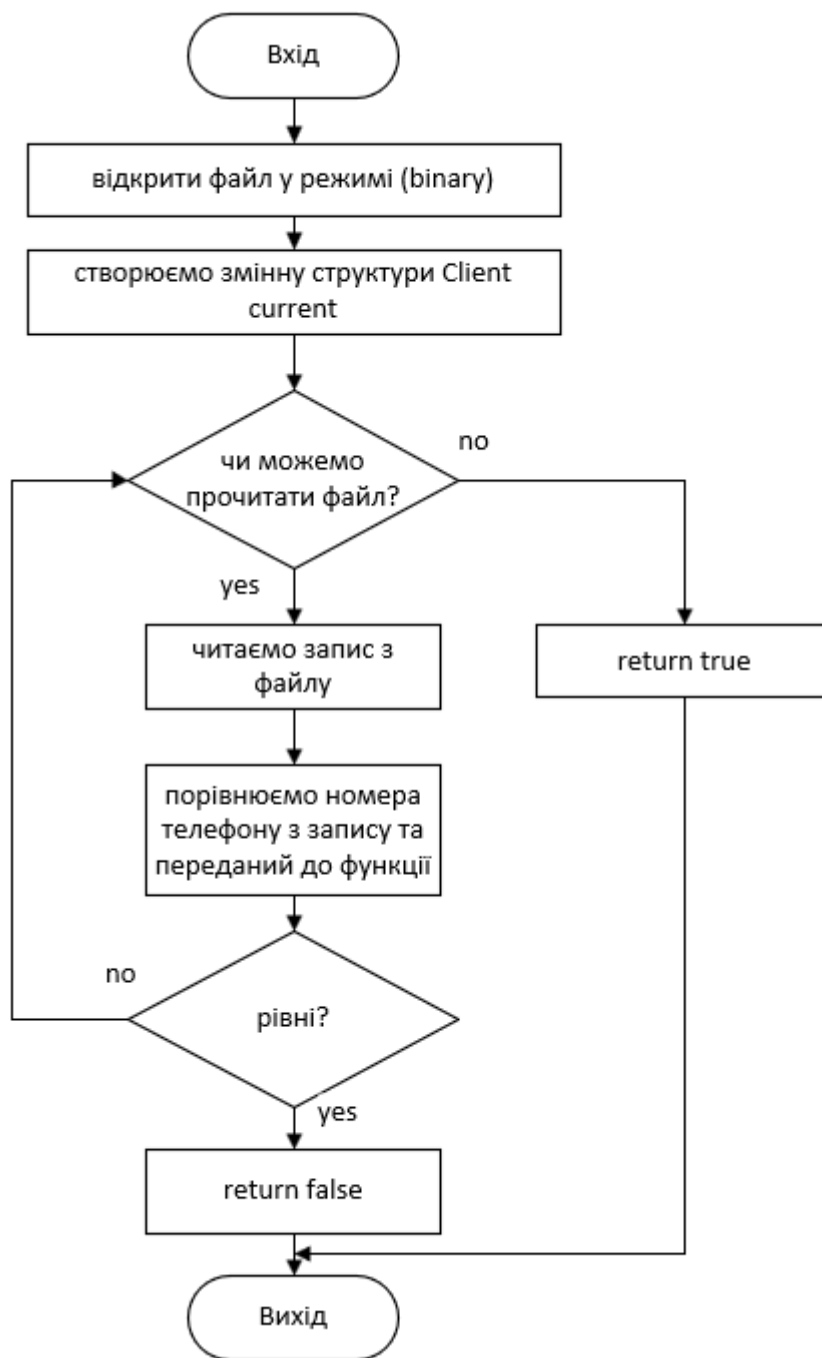 Вхід
відкрити файл у режимі (binary)
створюємо змінну структури Client
current
чи можемо
прочитати файл?
no
yes
читаємо запис з
файлу
return true
порівнюємо номера
телефону з запису та
переданий до функції
no
рівні?
yes
return false
Вихід